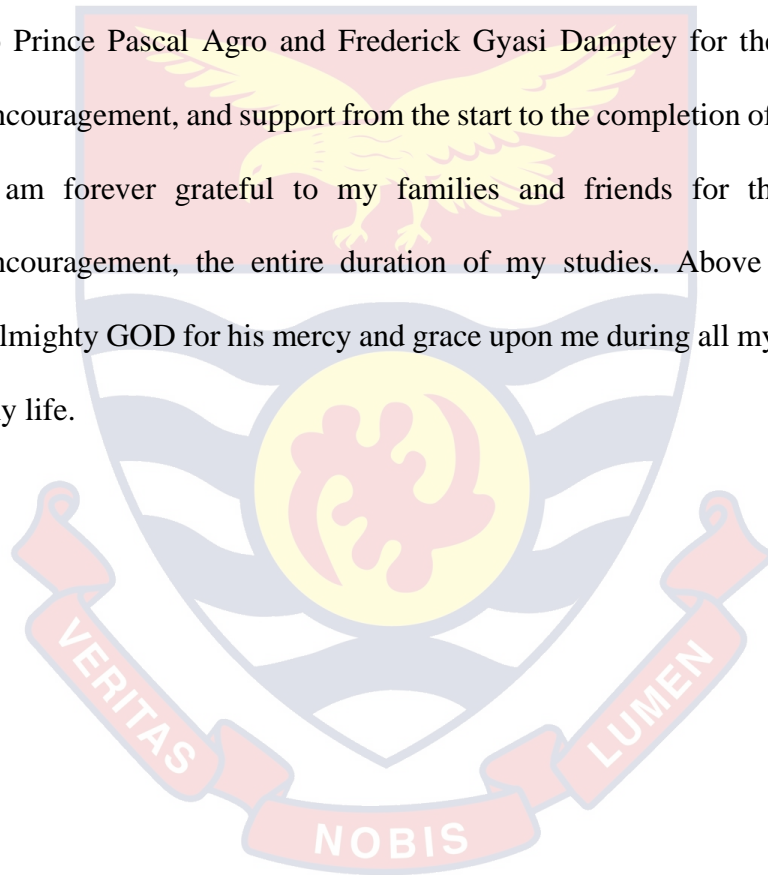 Prince Pascal Agro and Frederick Gyasi Damptey for the
ncouragement, and support from the start to the completion of
am forever grateful to my families and friends for th
ncouragement, the entire duration of my studies. Above
lmighty GOD for his mercy and grace upon me during all my
y life.
VERITAS
NOBIS
LUMEN